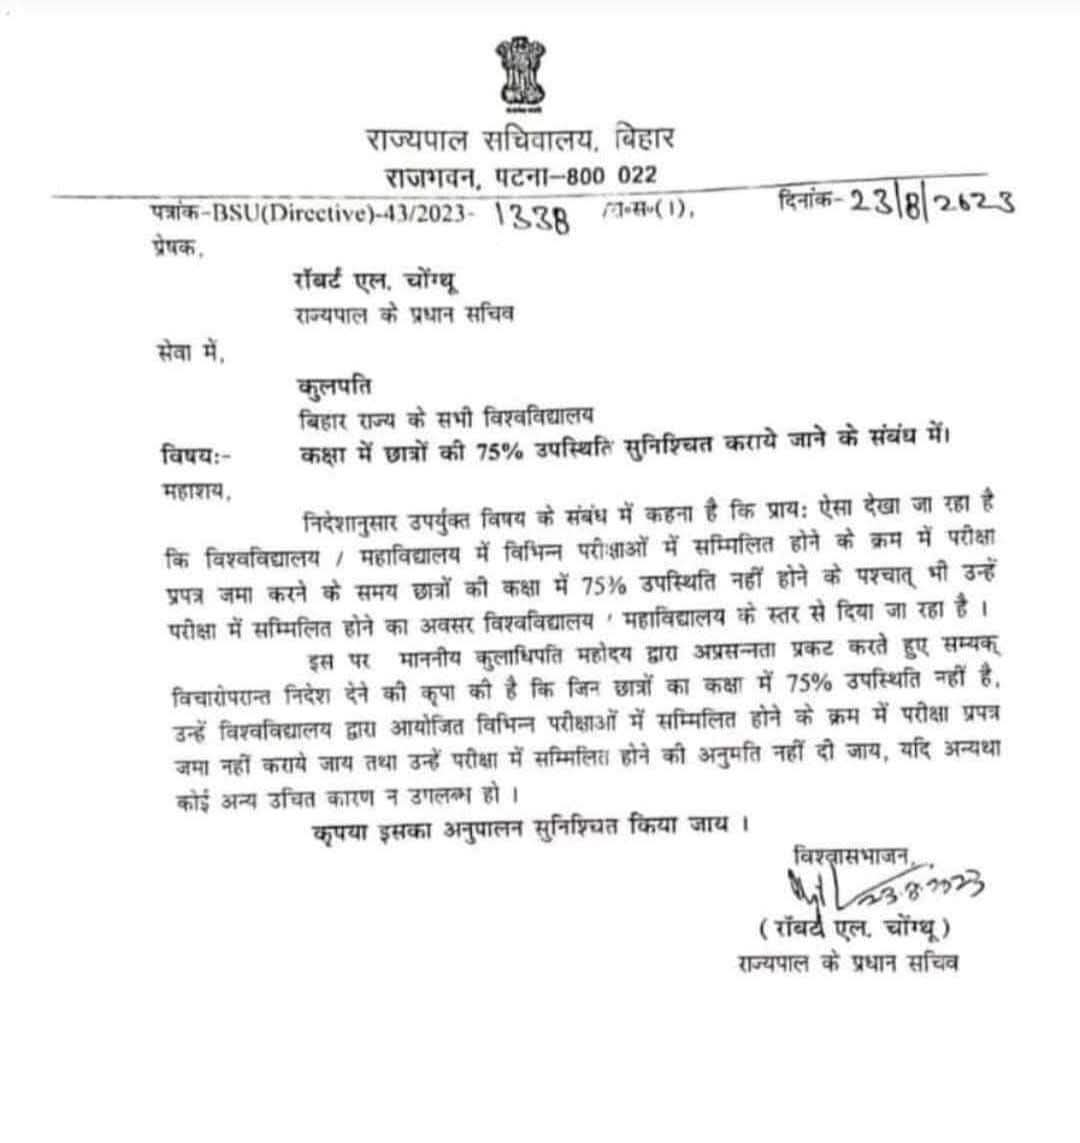 राज्यपाल सचिवालय, बिहार
राजभवन, पटना–800 022
पत्रांक-BSU(Directive)-43/2023- 1338 रा॰स॰(1), दिनांक- 23/8/2023
प्रेषक,
रॉबर्ट एल. चोंग्थू
राज्यपाल के प्रधान सचिव
सेवा में,
कुलपति
बिहार राज्य के सभी विश्वविद्यालय
विषय:- कक्षा में छात्रों की 75% उपस्थिति सुनिश्चित कराये जाने के संबंध में।
महाशय,
निदेशानुसार उपर्युक्त विषय के संबंध में कहना है कि प्राय: ऐसा देखा जा रहा है
कि विश्वविद्यालय / महाविद्यालय में विभिन्न परीक्षाओं में सम्मिलित होने के क्रम में परीक्षा
प्रपत्र जमा करने के समय छात्रों की कक्षा में 75% उपस्थिति नहीं होने के पश्चात् भी उन्हें
परीक्षा में सम्मिलित होने का अवसर विश्वविद्यालय / महाविद्यालय के स्तर से दिया जा रहा है ।
इस पर माननीय कुलाधिपति महोदय द्वारा अप्रसन्नता प्रकट करते हुए सम्यक्
विचारोपरान्त निदेश देने की कृपा की है कि जिन छात्रों का कक्षा में 75% उपस्थिति नहीं है,
उन्हें विश्वविद्यालय द्वारा आयोजित विभिन्न परीक्षाओं में सम्मिलित होने के क्रम में परीक्षा प्रपत्र
जमा नहीं कराये जाय तथा उन्हें परीक्षा में सम्मिलित होने की अनुमति नहीं दी जाय, यदि अन्यथा
कोई अन्य उचित कारण न उपलब्ध हो ।
कृपया इसका अनुपालन सुनिश्चित किया जाय ।
विश्वासभाजन,
23.8.2023
(रॉबर्ट एल. चोंग्थू)
राज्यपाल के प्रधान सचिव